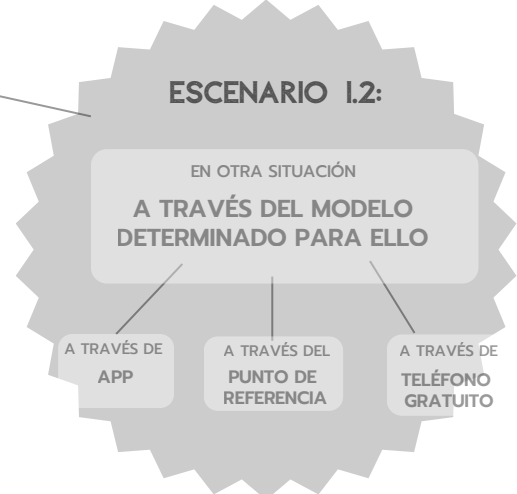 ESCENARIO 1.2:
EN OTRA SITUACIÓN
A TRAVÉS DEL MODELO
DETERMINADO PARA ELLO
A TRAVÉS DE
APP
A TRAVÉS DEL
PUNTO DE
REFERENCIA
A TRAVÉS DE
TELÉFONO
GRATUITO